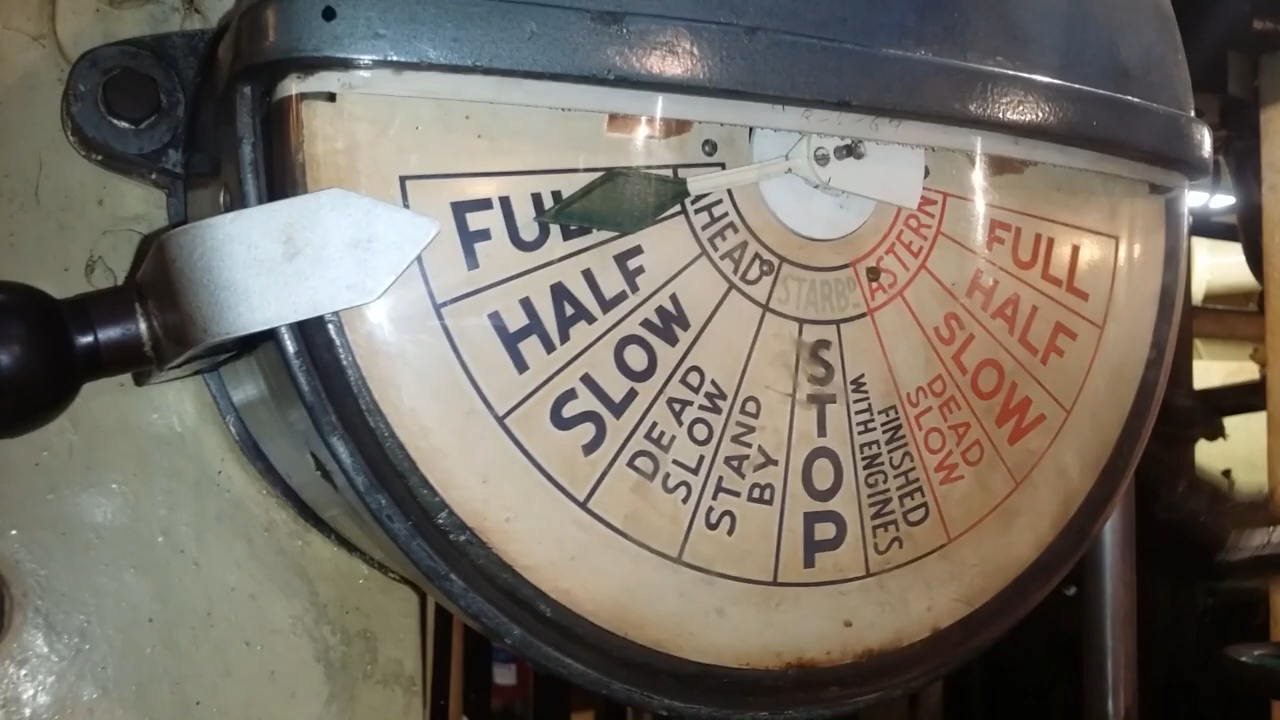 AHEAD
STARBD
ASTERN
FULL
HALF
SLOW
DEAD
SLOW
STAND
BY
STOP
FINISHED
WITH ENGINES
DEAD
SLOW
SLOW
HALF
FULL